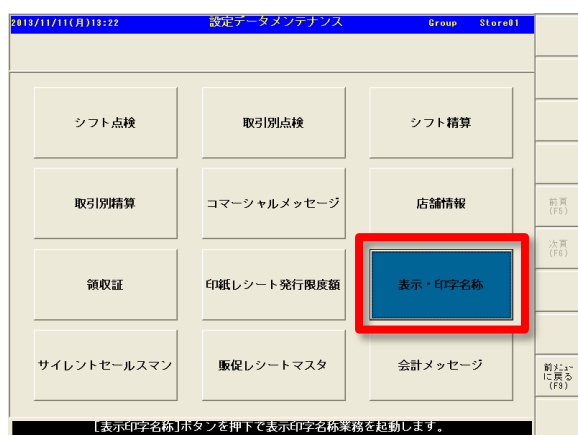 2013/11/11(月)13:22 設定データメンテナンス Group Store01
シフト点検 取引別点検 シフト精算
取引別精算 コマーシャルメッセージ 店舗情報
前頁
(F5)
次頁
(F6)
領収証 印紙レシート発行限度額 表示・印字名称
サイレントセールスマン 販促レシートマスタ 会計メッセージ
前メニュー
に戻る
(F9)
[表示印字名称]ボタンを押下で表示印字名称業務を起動します。